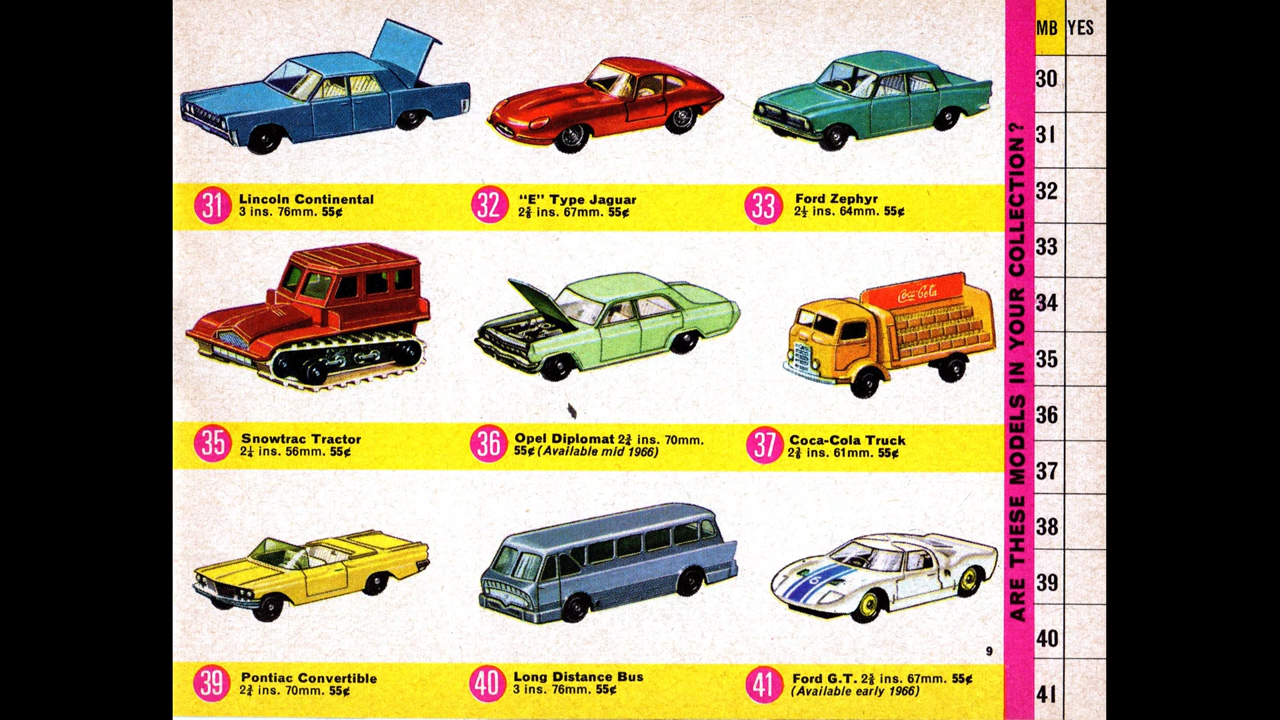 MB YES
31 Lincoln Continental
3 ins. 76mm. 55¢
32 "E" Type Jaguar
2⅝ ins. 67mm. 55¢
33 Ford Zephyr
2½ ins. 64mm. 55¢
Coca-Cola
35 Snowtrac Tractor
2¼ ins. 56mm. 55¢
36 Opel Diplomat 2¾ ins. 70mm.
55¢ (Available mid 1966)
37 Coca-Cola Truck
2⅜ ins. 61mm. 55¢
6
9
39 Pontiac Convertible
2¾ ins. 70mm. 55¢
40 Long Distance Bus
3 ins. 76mm. 55¢
41 Ford G.T. 2⅝ ins. 67mm. 55¢
(Available early 1966)
ARE THESE MODELS IN YOUR COLLECTION?
30
31
32
33
34
35
36
37
38
39
40
41